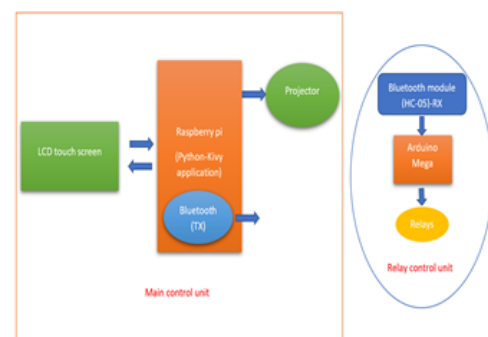 LCD touch screen
Raspberry pi
(Python-Kivy
application)
Bluetooth
(TX)
Projector
Main control unit
Bluetooth module
(HC-05)-RX
Arduino
Mega
Relays
Relay control unit